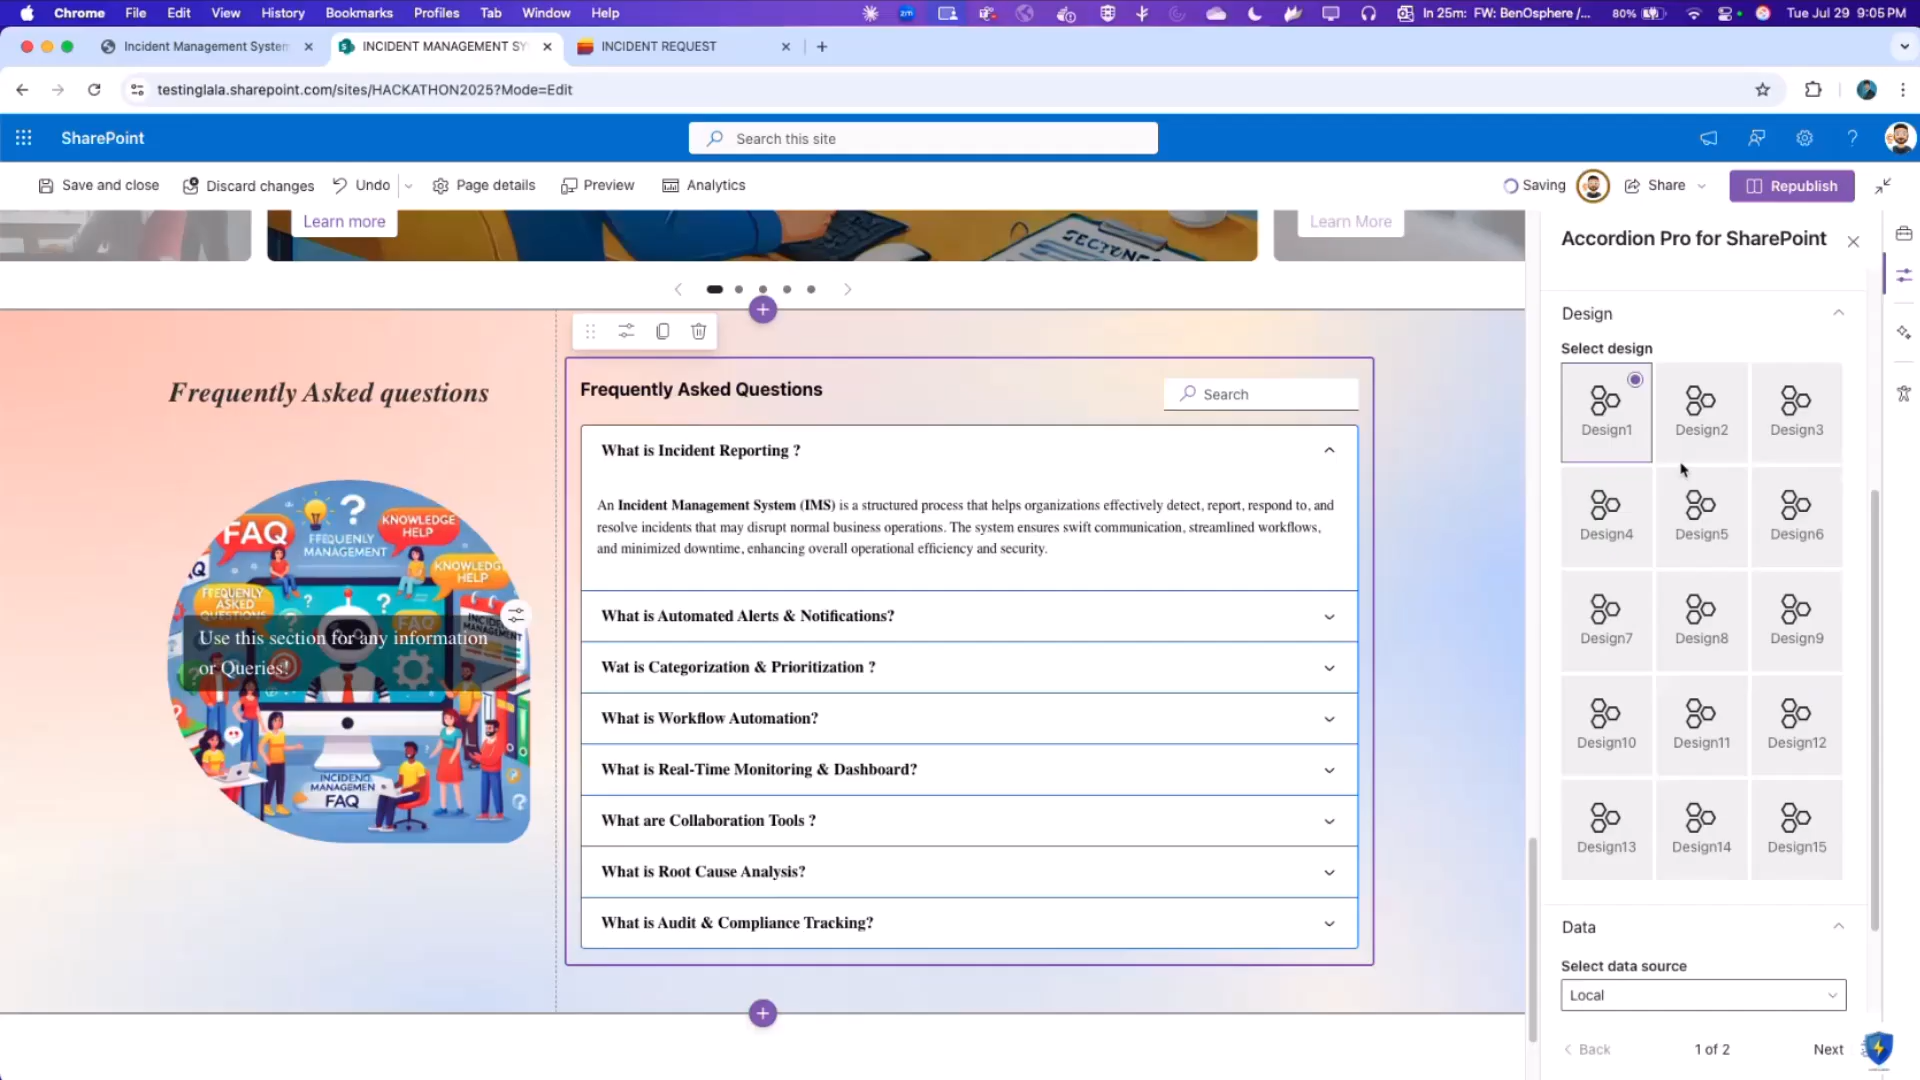 Chrome File Edit View History Bookmarks Profiles Tab Window Help
In 25m: FW: BenOsphere /... 80% Tue Jul 29 9:05 PM
Incident Management System
INCIDENT MANAGEMENT SY
INCIDENT REQUEST
testinglala.sharepoint.com/sites/HACKATHON2025?Mode=Edit
SharePoint
Search this site
Save and close Discard changes Undo Page details Preview Analytics
Saving Share Republish
Learn more
SECTONES
Learn More
Frequently Asked questions
FAQ
FREQUENLY
MANAGEMENT
KNOWLEDGE
HELP
KNOWLEDG
HELP
FREQUENLY
ASKED
QUESTIONS
FAQ
Use this section for any information
or Queries!
INCIDENG
MANAGEMEN
FAQ
Frequently Asked Questions
Search
What is Incident Reporting ?
An Incident Management System (IMS) is a structured process that helps organizations effectively detect, report, respond to, and
resolve incidents that may disrupt normal business operations. The system ensures swift communication, streamlined workflows,
and minimized downtime, enhancing overall operational efficiency and security.
What is Automated Alerts & Notifications?
Wat is Categorization & Prioritization ?
What is Workflow Automation?
What is Real-Time Monitoring & Dashboard?
What are Collaboration Tools ?
What is Root Cause Analysis?
What is Audit & Compliance Tracking?
Accordion Pro for SharePoint
Design
Select design
Design1 Design2 Design3
Design4 Design5 Design6
Design7 Design8 Design9
Design10 Design11 Design12
Design13 Design14 Design15
Data
Select data source
Local
Back 1 of 2 Next